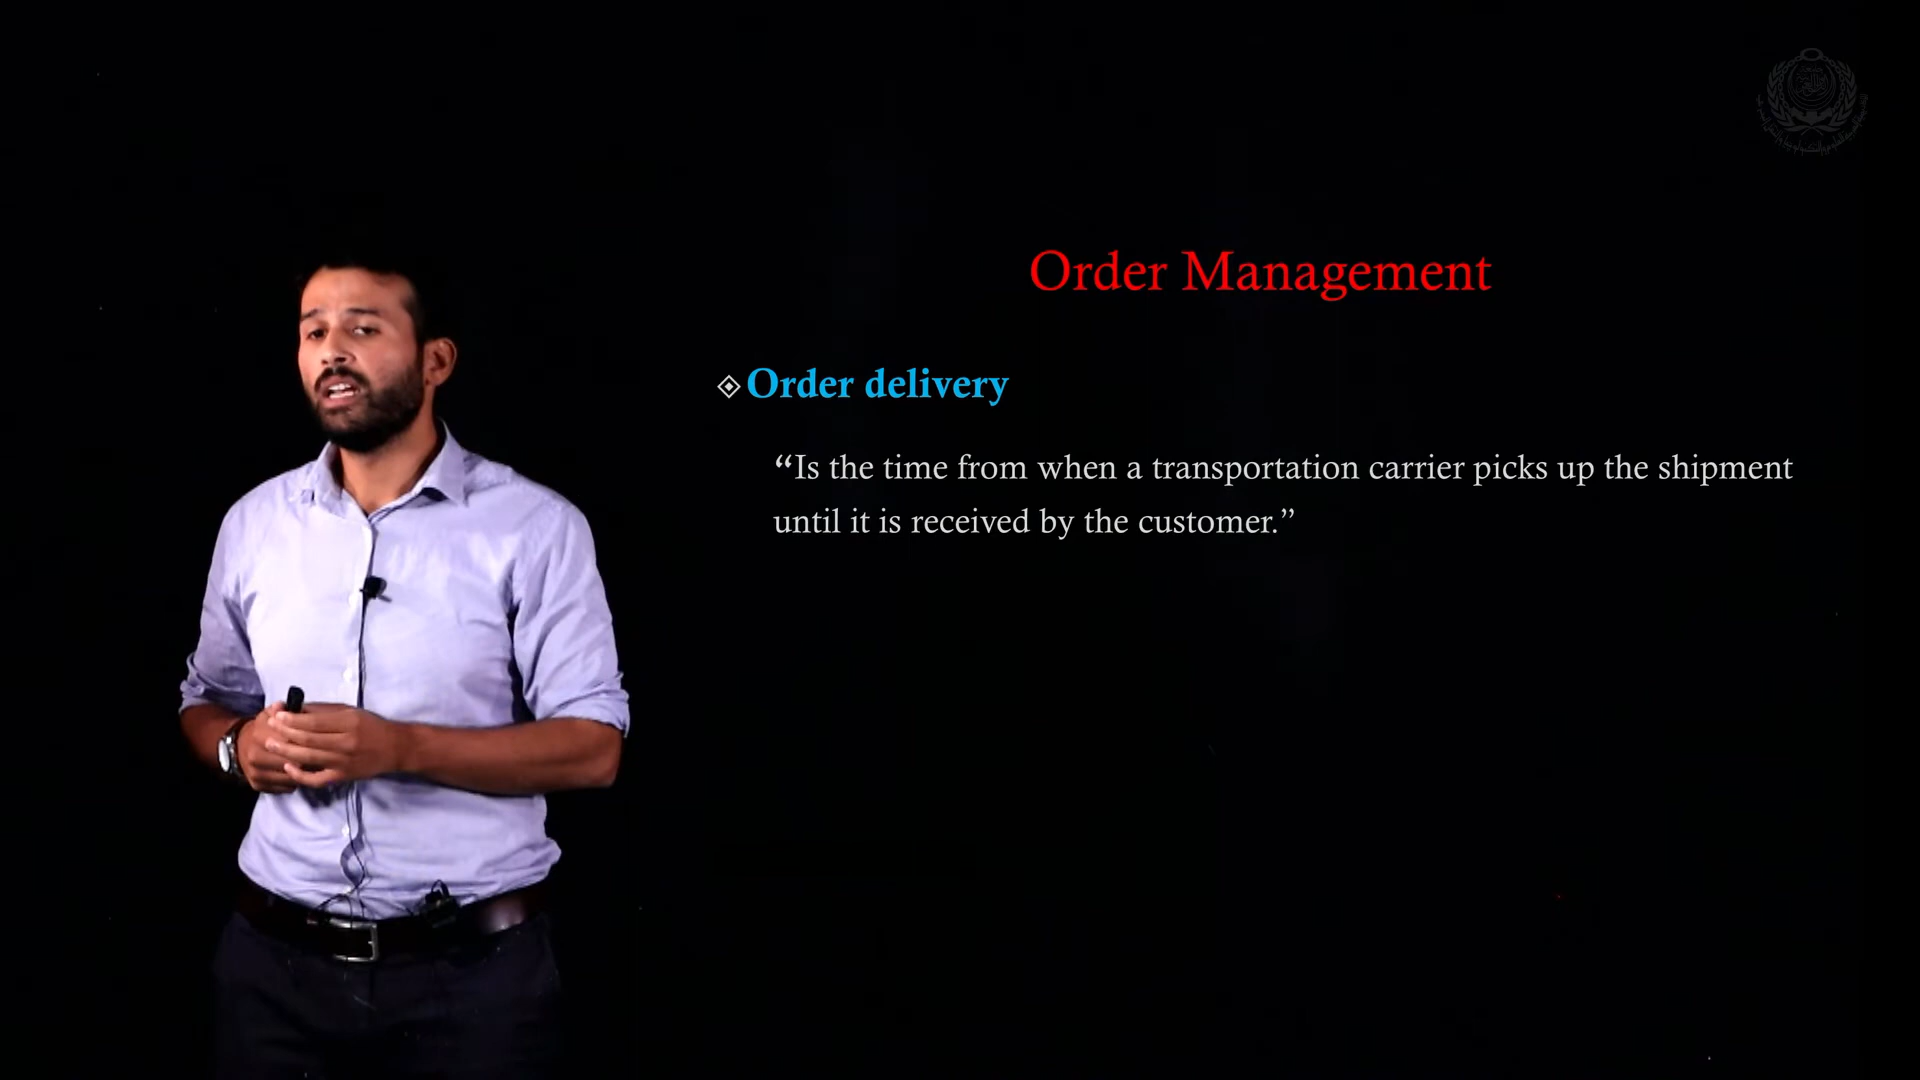 Order Management
Order delivery
“Is the time from when a transportation carrier picks up the shipment
until it is received by the customer.”